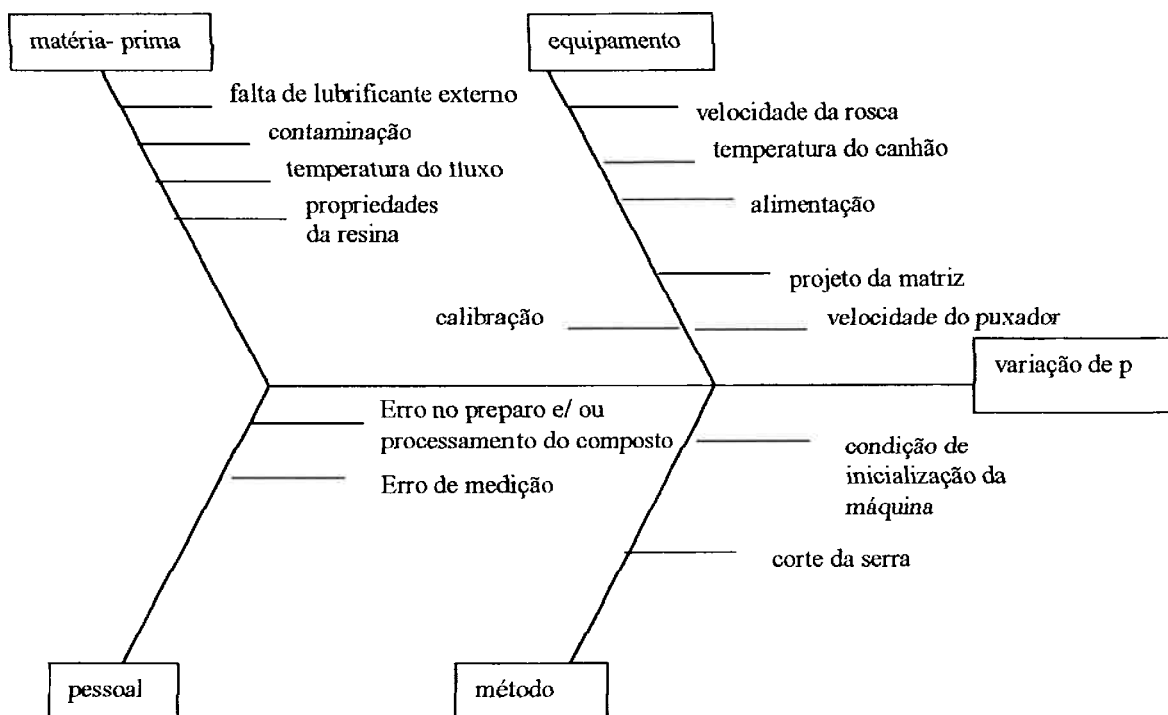 matéria- prima
equipamento
falta de lubrificante externo
contaminação
temperatura do fluxo
propriedades
da resina
velocidade da rosca
temperatura do canhão
alimentação
projeto da matriz
calibração
velocidade do puxador
variação de p
Erro no preparo e/ ou
processamento do composto
Erro de medição
condição de
inicialização da
máquina
corte da serra
pessoal
método